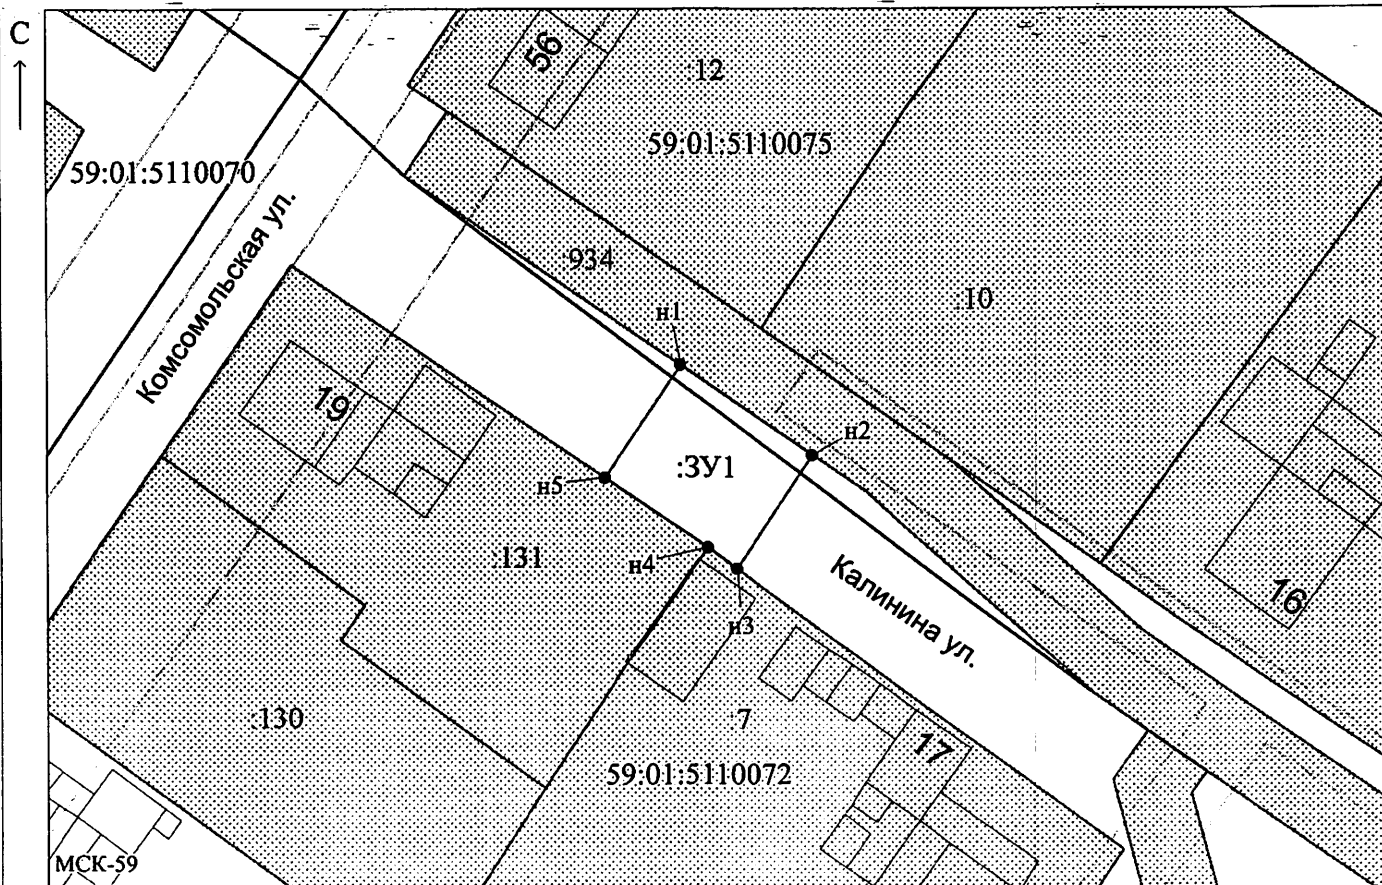 С
56
:12
59:01:5110075
59:01:5110070
Комсомольская ул.
:934
:10
н1
19
н2
:ЗУ1
н5
:131
н4
Калинина ул.
16
н3
:130
:7
17
59:01:5110072
МСК-59